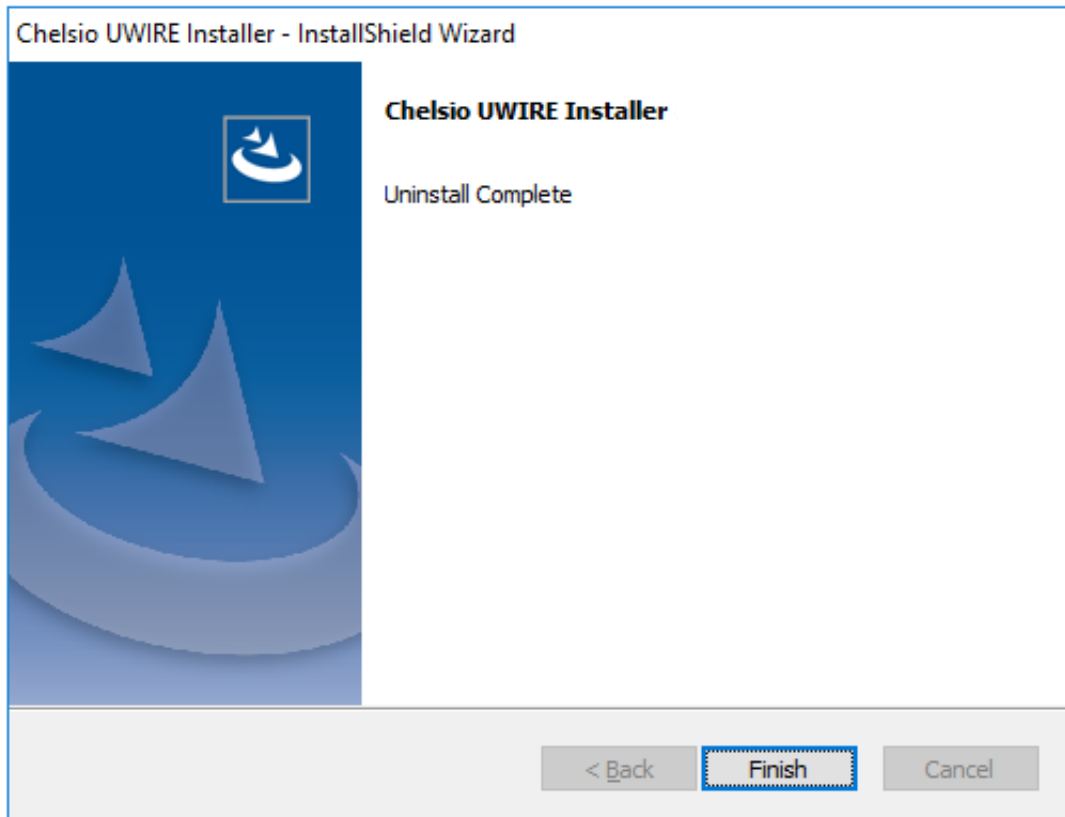 Chelsio UWIRE Installer - InstallShield Wizard
Chelsio UWIRE Installer
Uninstall Complete
< Back Finish Cancel